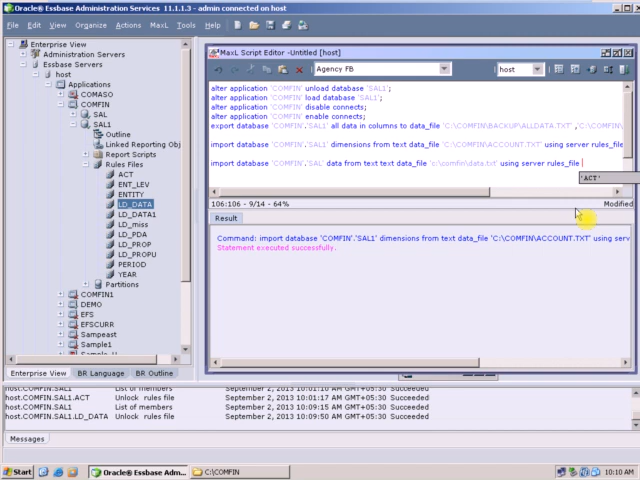 Oracle® Essbase Administration Services 11.1.1.3 - admin connected on host
File Edit View Organize Actions MaxL Tools Help
Enterprise View
Administration Servers
Essbase Servers
host
Applications
COMASO
COMFIN
SAL
SAL1
Outline
Linked Reporting Obj
Report Scripts
Rules Files
ACT
ENT_LEV
ENTITY
LD_DATA
LD_DATA1
LD_miss
LD_PDA
LD_PROP
LD_PROPU
PERIOD
YEAR
Partitions
COMFIN1
DEMO
EFS
EFSCURR
Sampeast
Sample1
Sample_U
Enterprise View BR Language BR Outline
MaxL Script Editor -Untitled [host]
Agency FB host
alter application 'COMFIN' unload database 'SAL1';
alter application 'COMFIN' load database 'SAL1';
alter application 'COMFIN' disable connects;
alter application 'COMFIN' enable connects;
export database 'COMFIN'.'SAL1' all data in columns to data_file 'C:\COMFIN\BACKUP\ALLDATA.TXT' ,'C:\COMFIN\
import database 'COMFIN'.'SAL1' dimensions from text data_file 'C:\COMFIN\ACCOUNT.TXT' using server rules_file
import database 'COMFIN'.'SAL' data from text text data_file 'c:\comfin\data.txt' using server rules_file
'ACT'
106:106 - 9/14 - 64% Modified
Result
Command: import database 'COMFIN'.'SAL1' dimensions from text data_file 'C:\COMFIN\ACCOUNT.TXT' using serv
Statement executed successfully.
host.COMFIN.SAL1 List of members September 2, 2013 10:01:10 AM GMT+05:30 Succeeded
host.COMFIN.SAL1.ACT Unlock rules file September 2, 2013 10:01:17 AM GMT+05:30 Succeeded
host.COMFIN.SAL1 List of members September 2, 2013 10:09:15 AM GMT+05:30 Succeeded
host.COMFIN.SAL1.LD_DATA Unlock rules file September 2, 2013 10:09:50 AM GMT+05:30 Succeeded
Messages
Start Oracle® Essbase Adm... C:\COMFIN 10:10 AM